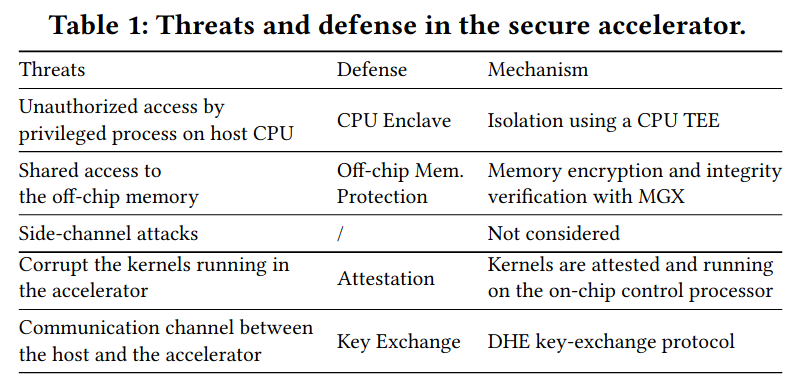 Table 1: Threats and defense in the secure accelerator.
Threats Defense Mechanism
Unauthorized access by
privileged process on host CPU CPU Enclave Isolation using a CPU TEE
Shared access to Off-chip Mem. Memory encryption and integrity
the off-chip memory Protection verification with MGX
Side-channel attacks / Not considered
Corrupt the kernels running in
the accelerator Attestation Kernels are attested and running
on the on-chip control processor
Communication channel between
the host and the accelerator Key Exchange DHE key-exchange protocol